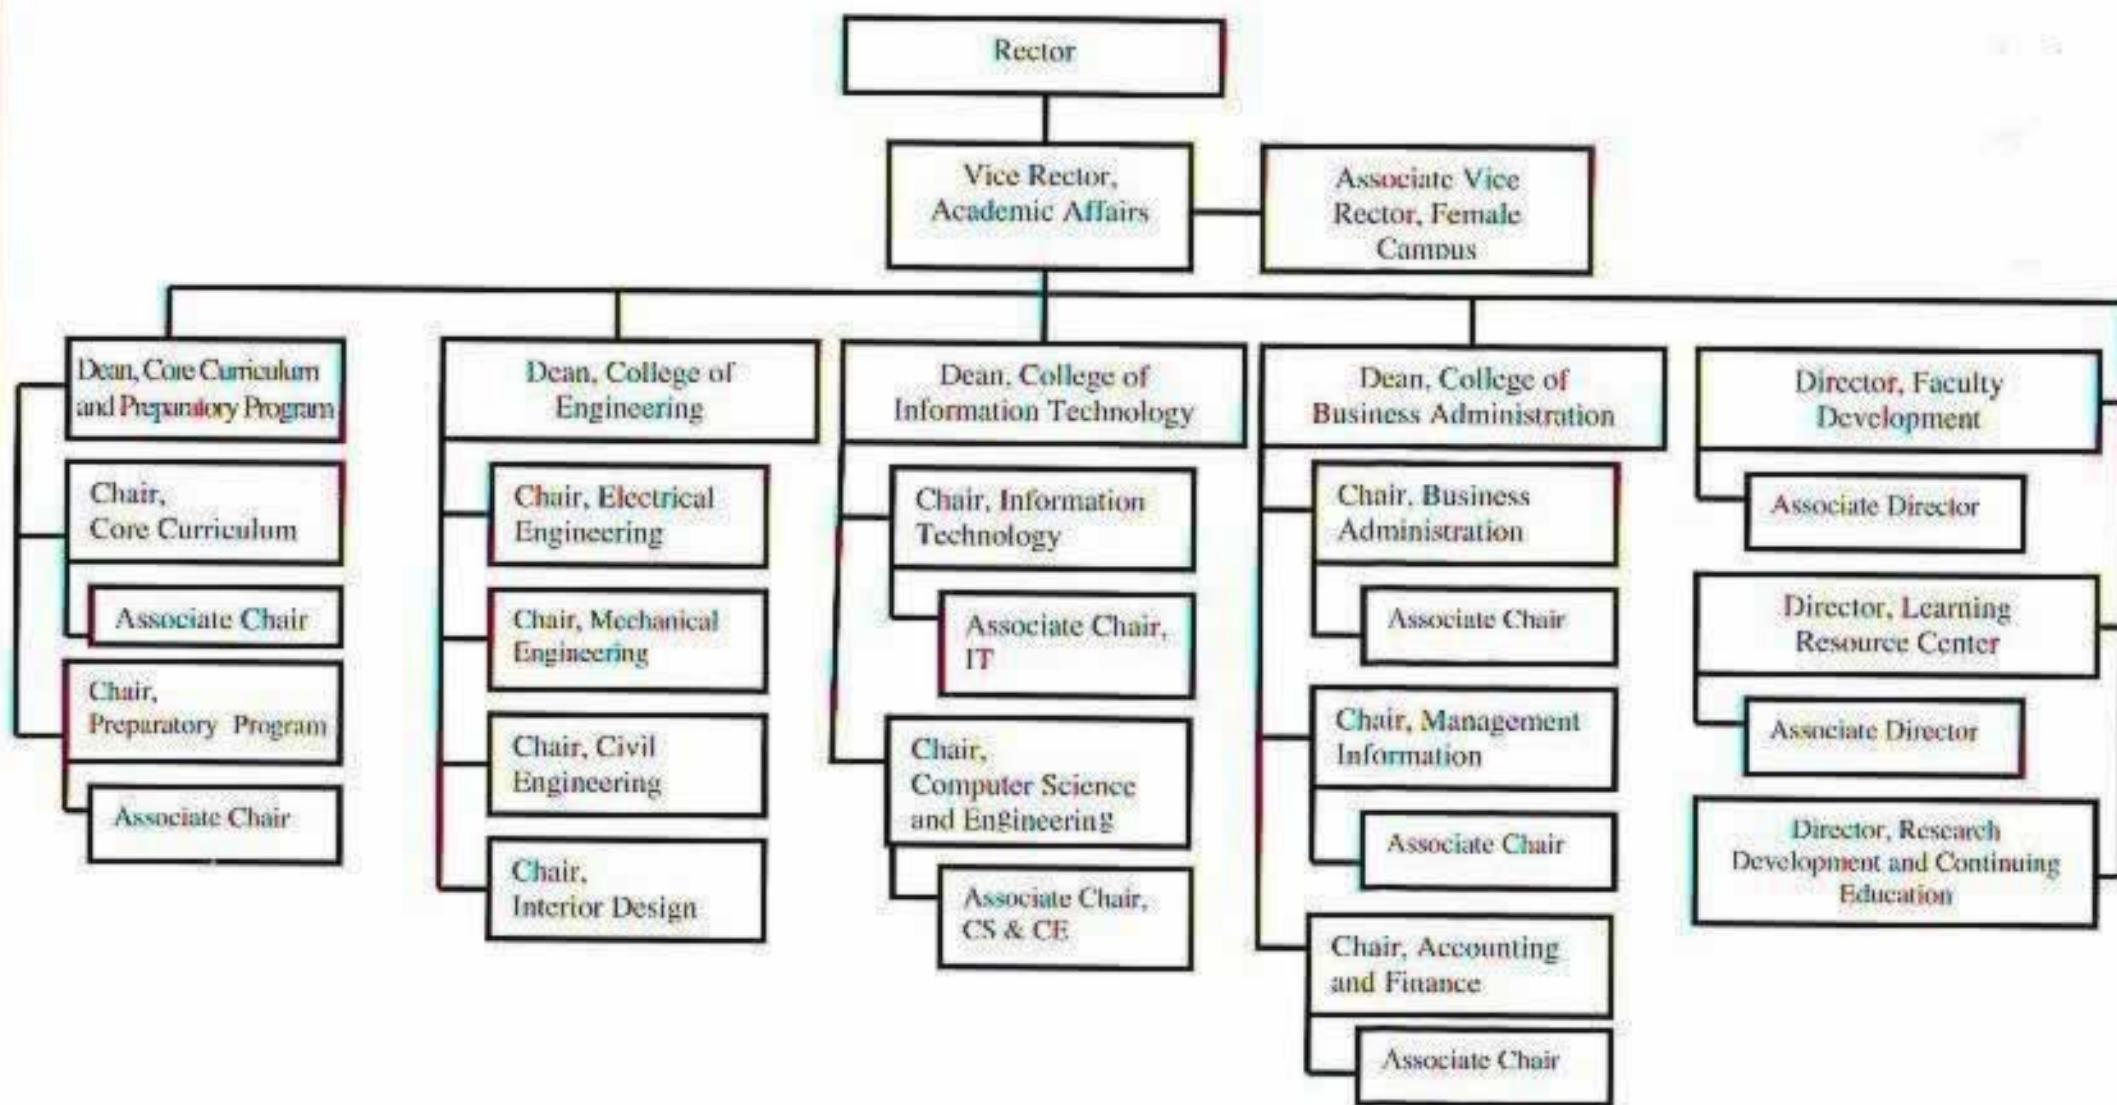 Rector
Vice Rector,
Academic Affairs
Associate Vice
Rector, Female
Campus
Dean, Core Curriculum
and Preparatory Program
Chair,
Core Curriculum
Associate Chair
Chair,
Preparatory Program
Associate Chair
Dean, College of
Engineering
Chair, Electrical
Engineering
Chair, Mechanical
Engineering
Chair, Civil
Engineering
Chair,
Interior Design
Dean, College of
Information Technology
Chair, Information
Technology
Associate Chair,
IT
Chair,
Computer Science
and Engineering
Associate Chair,
CS & CE
Dean, College of
Business Administration
Chair, Business
Administration
Associate Chair
Chair, Management
Information
Associate Chair
Chair, Accounting
and Finance
Associate Chair
Director, Faculty
Development
Associate Director
Director, Learning
Resource Center
Associate Director
Director, Research
Development and Continuing
Education